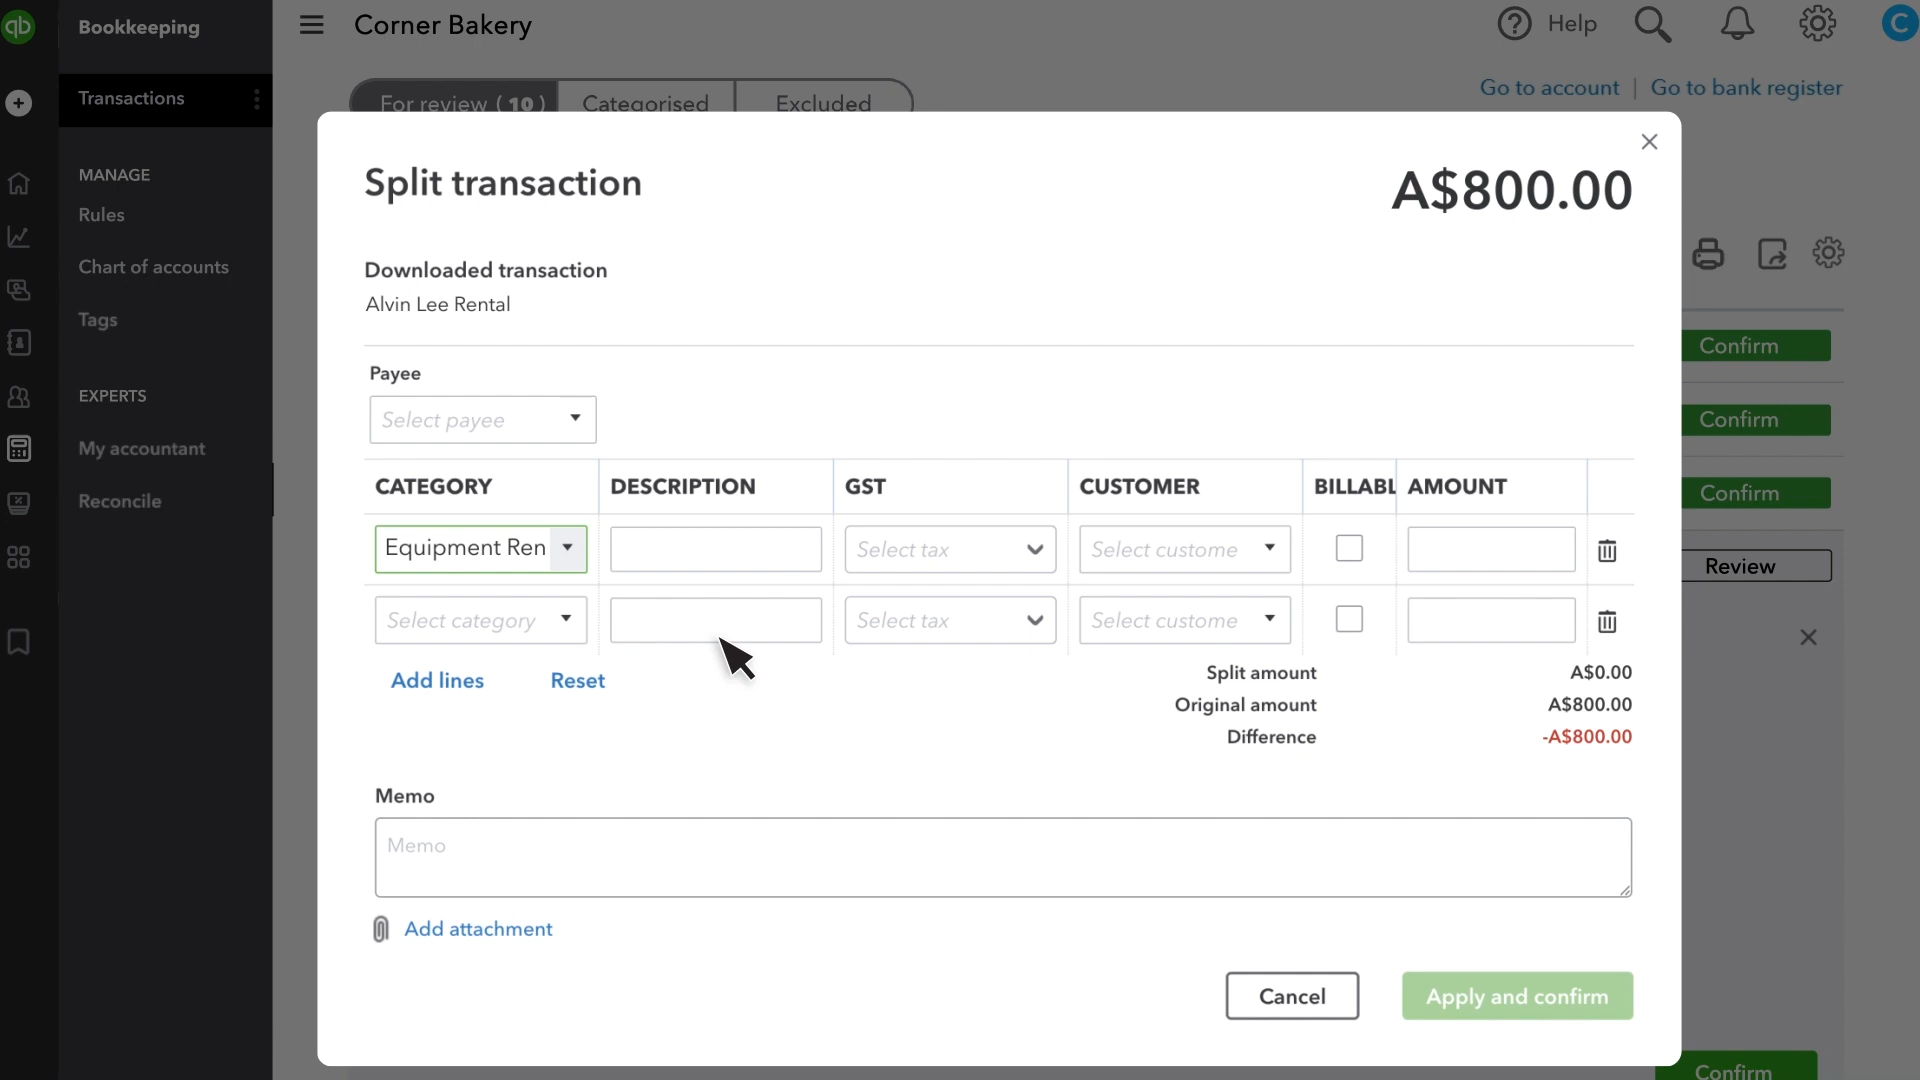 qb
Bookkeeping
Corner Bakery
Help
C
Transactions
Go to account
Go to bank register
For review ( 10 )
Categorised
Excluded
MANAGE
Rules
Chart of accounts
Tags
EXPERTS
My accountant
Reconcile
Split transaction
A$800.00
Downloaded transaction
Alvin Lee Rental
Payee
Select payee
CATEGORY DESCRIPTION GST CUSTOMER BILLABL AMOUNT
Equipment Ren Select tax Select custome
Select category Select tax Select custome
Add lines Reset
Split amount A$0.00
Original amount A$800.00
Difference -A$800.00
Memo
Memo
Add attachment
Cancel
Apply and confirm
Confirm
Confirm
Confirm
Review
Confirm